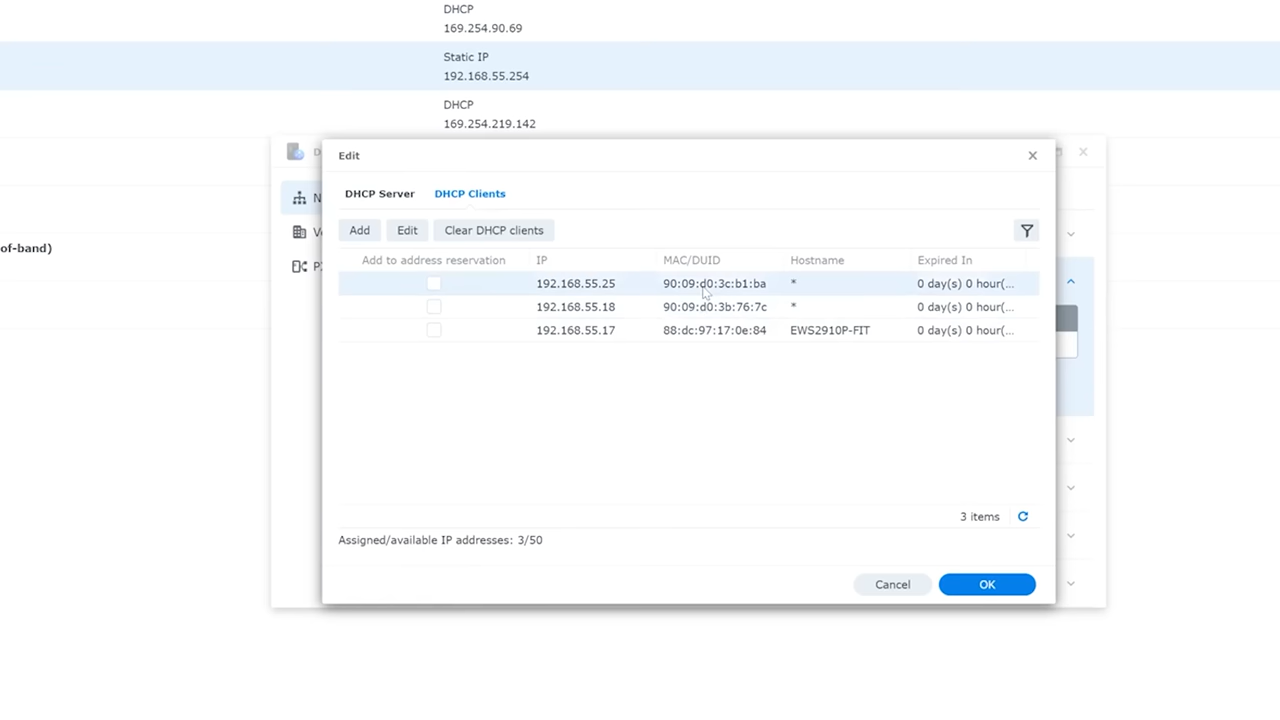 DHCP
169.254.90.69
Static IP
192.168.55.254
DHCP
169.254.219.142
of-band)
Edit
DHCP Server DHCP Clients
Add Edit Clear DHCP clients
Add to address reservation IP MAC/DUID Hostname Expired In
192.168.55.25 90:09:d0:3c:b1:ba * 0 day(s) 0 hour(...
192.168.55.18 90:09:d0:3b:76:7c * 0 day(s) 0 hour(...
192.168.55.17 88:dc:97:17:0e:84 EWS2910P-FIT 0 day(s) 0 hour(...
3 items
Assigned/available IP addresses: 3/50
Cancel OK